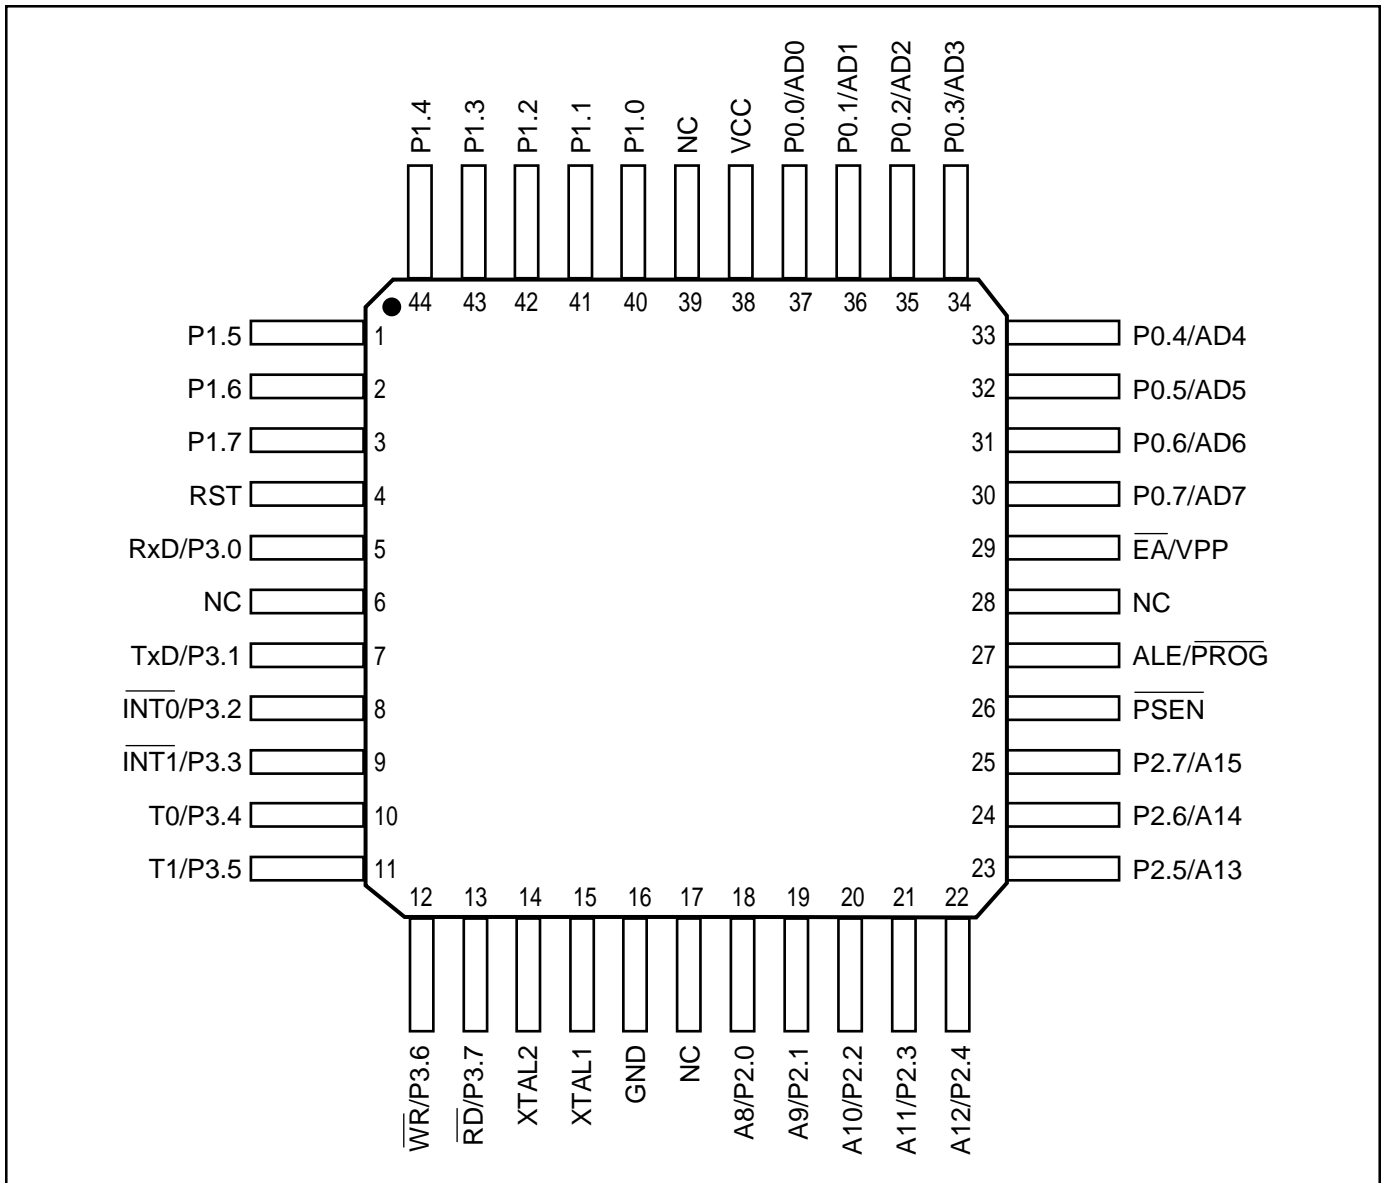 P1.4
P1.3
P1.2
P1.1
P1.0
NC
VCC
P0.0/AD0
P0.1/AD1
P0.2/AD2
P0.3/AD3
44 43 42 41 40 39 38 37 36 35 34
P1.5 1 33 P0.4/AD4
P1.6 2 32 P0.5/AD5
P1.7 3 31 P0.6/AD6
RST 4 30 P0.7/AD7
RxD/P3.0 5 29 E̅A̅/VPP
NC 6 28 NC
TxD/P3.1 7 27 ALE/P̅R̅O̅G̅
I̅N̅T̅0̅/P3.2 8 26 P̅S̅E̅N̅
I̅N̅T̅1̅/P3.3 9 25 P2.7/A15
T0/P3.4 10 24 P2.6/A14
T1/P3.5 11 23 P2.5/A13
12 13 14 15 16 17 18 19 20 21 22
W̅R̅/P3.6
R̅D̅/P3.7
XTAL2
XTAL1
GND
NC
A8/P2.0
A9/P2.1
A10/P2.2
A11/P2.3
A12/P2.4